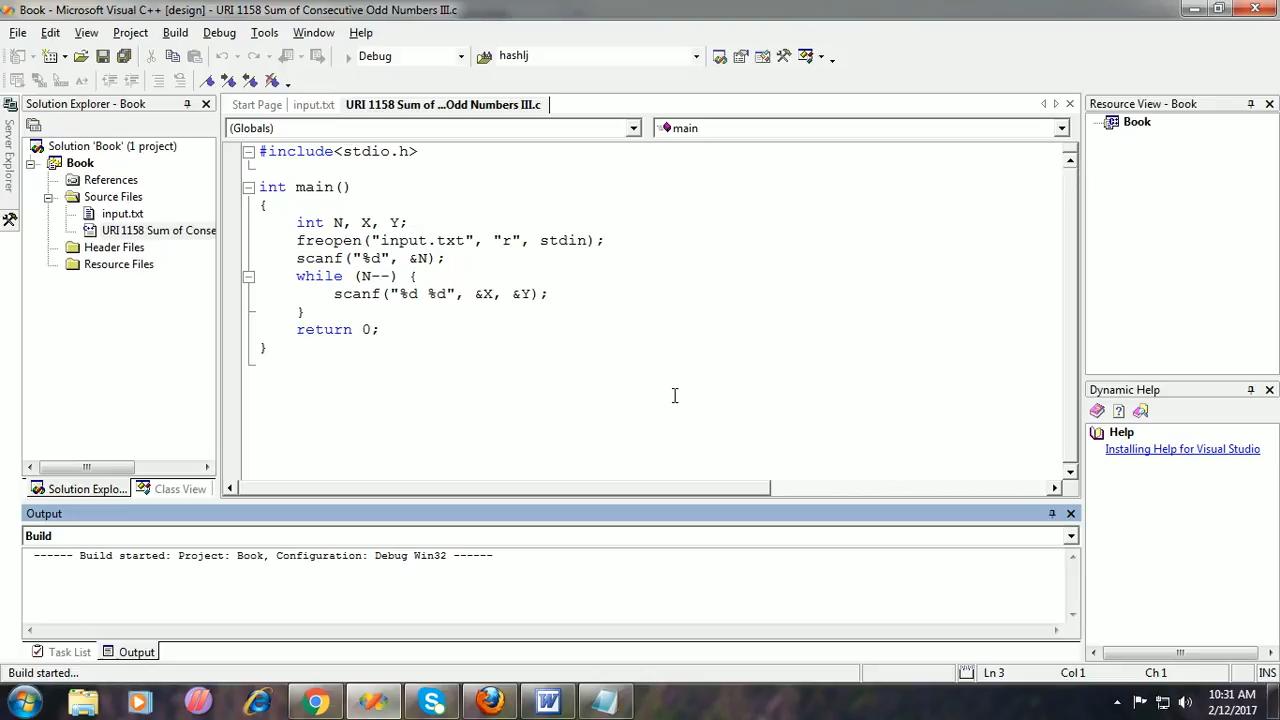 Book - Microsoft Visual C++ [design] - URI 1158 Sum of Consecutive Odd Numbers III.c
File Edit View Project Build Debug Tools Window Help
Debug hashlj
Solution Explorer - Book
Start Page input.txt URI 1158 Sum of ...Odd Numbers III.c
Resource View - Book
Server Explorer
(Globals) main
Book
Solution 'Book' (1 project)
Book
References
Source Files
input.txt
URI 1158 Sum of Conse
Header Files
Resource Files
#include<stdio.h>
int main()
{
int N, X, Y;
freopen("input.txt", "r", stdin);
scanf("%d", &N);
while (N--) {
scanf("%d %d", &X, &Y);
}
return 0;
}
Dynamic Help
Help
Installing Help for Visual Studio
Solution Explo... Class View
Output
Build
------ Build started: Project: Book, Configuration: Debug Win32 ------
Task List Output
Build started... Ln 3 Col 1 Ch 1 INS
10:31 AM
2/12/2017